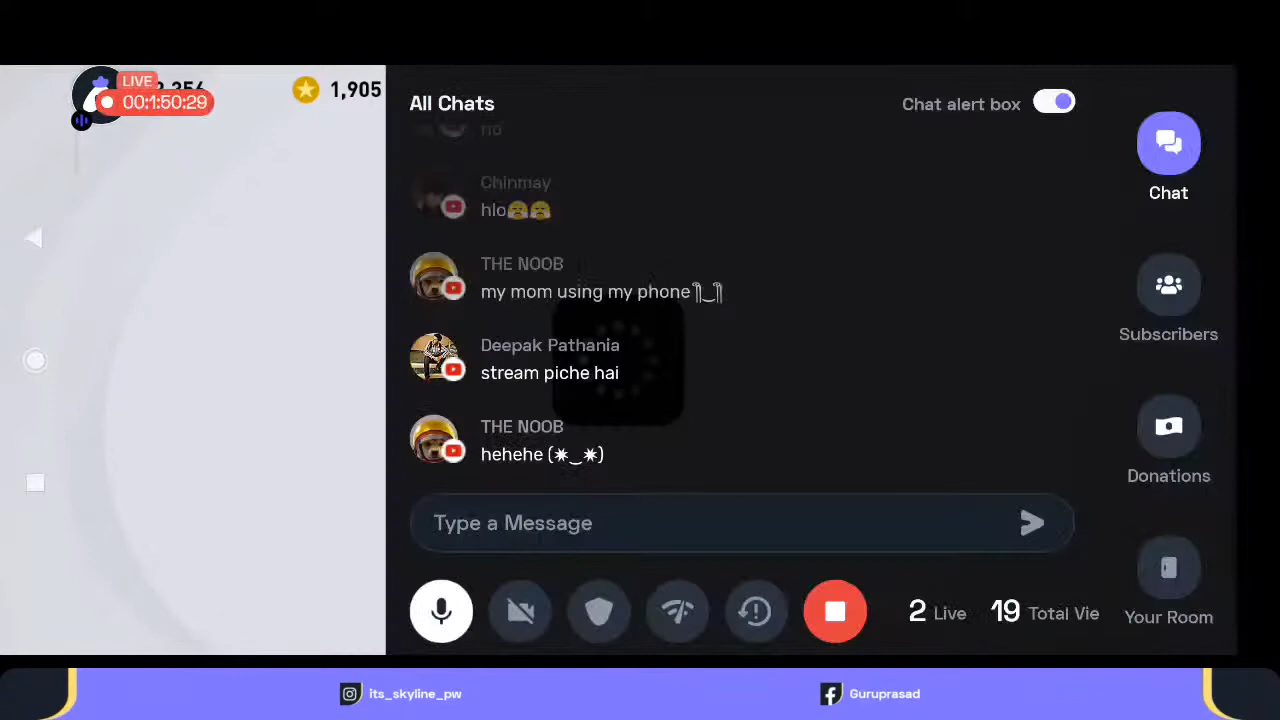 LIVE
00:1:50:29
1,905
All Chats
Chat alert box
no
Chinmay
hlo😤😤
Chat
THE NOOB
my mom using my phone༎ຶ‿༎ຶ
Subscribers
Deepak Pathania
stream piche hai
THE NOOB
hehehe (✷‿✷)
Donations
Type a Message
2 Live
19 Total Vie
Your Room
its_skyline_pw
Guruprasad